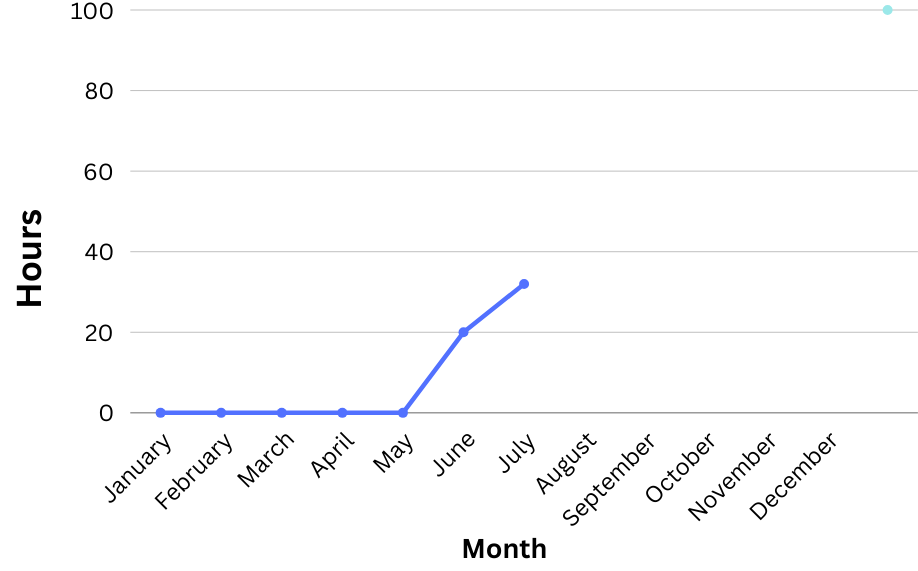 100
80
60
40
20
0
Hours
January
February
March
April
May
June
July
August
September
October
November
December
Month